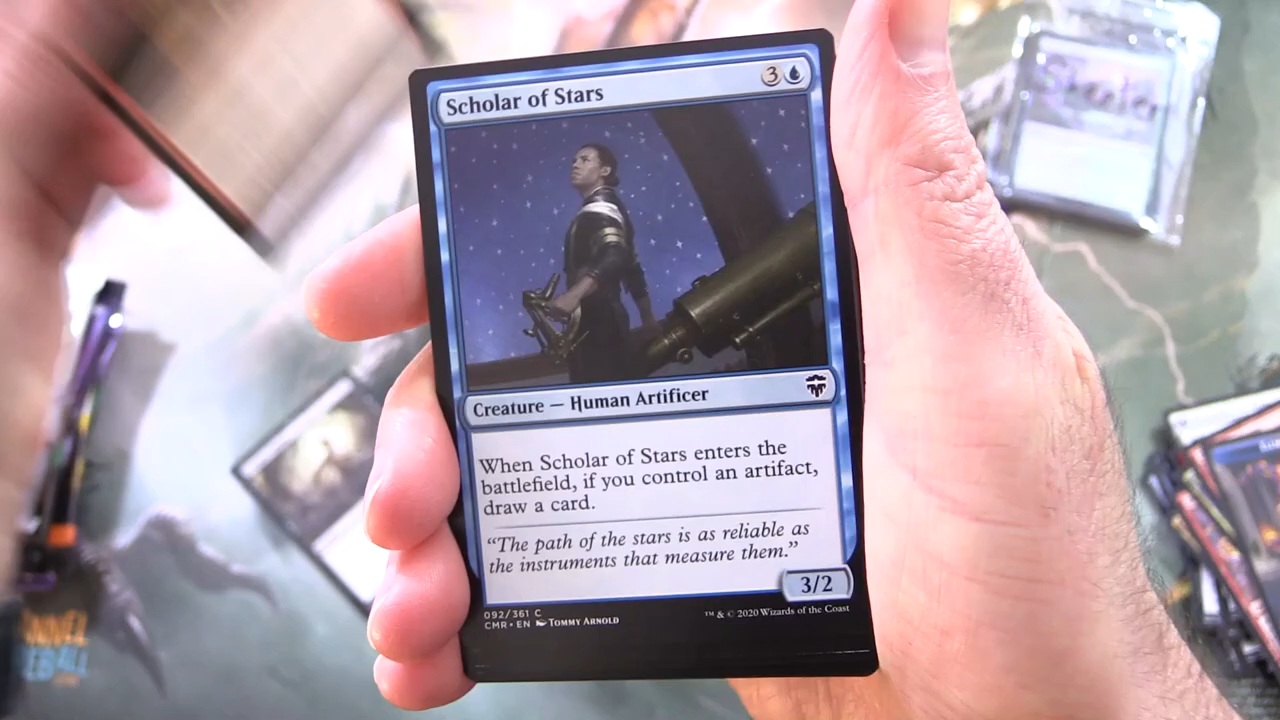 Scholar of Stars
3
Creature — Human Artificer
When Scholar of Stars enters the
battlefield, if you control an artifact,
draw a card.
“The path of the stars is as reliable as
the instruments that measure them.”
3/2
092/361 C
CMR • EN Tommy Arnold
™ & © 2020 Wizards of the Coast